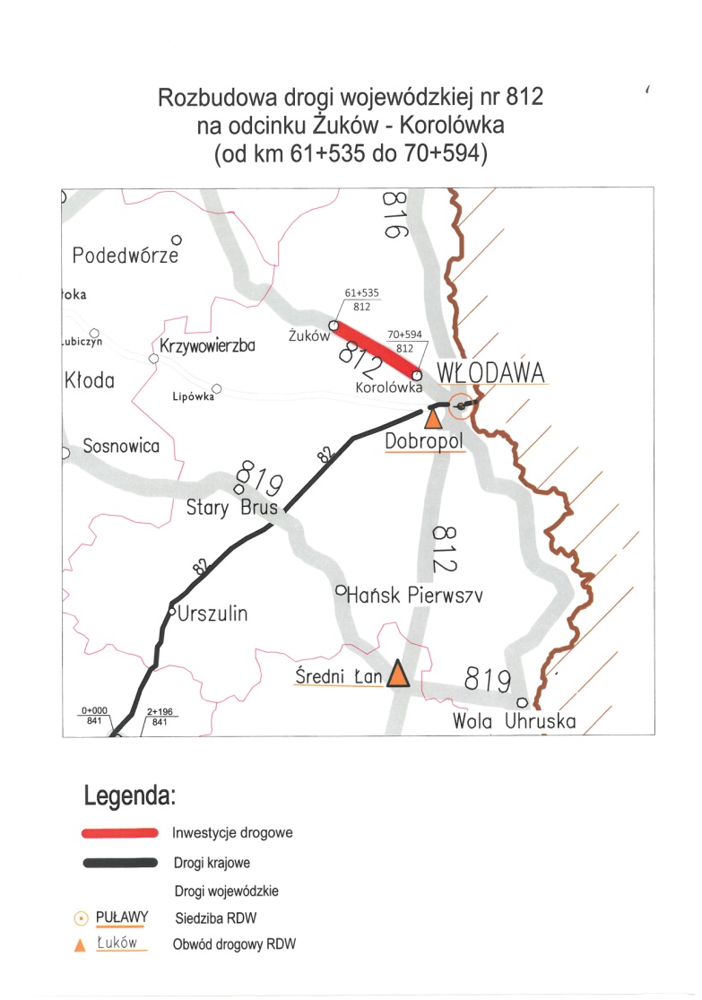 Rozbudowa drogi wojewódzkiej nr 812
na odcinku Żuków - Korolówka
(od km 61+535 do 70+594)
816
Podedwórze
toka
61+535
812
Żuków
70+594
812
812
Lubiczyn
Krzywowierzba
Korolówka
WŁODAWA
Kłoda
Lipówka
Dobropol
Sosnowica
82
819
Stary Brus
812
82
Hańsk Pierwszy
Urszulin
Średni Łan
819
0+000
841
2+196
841
Wola Uhruska
Legenda:
Inwestycje drogowe
Drogi krajowe
Drogi wojewódzkie
PUŁAWY Siedziba RDW
Łuków Obwód drogowy RDW